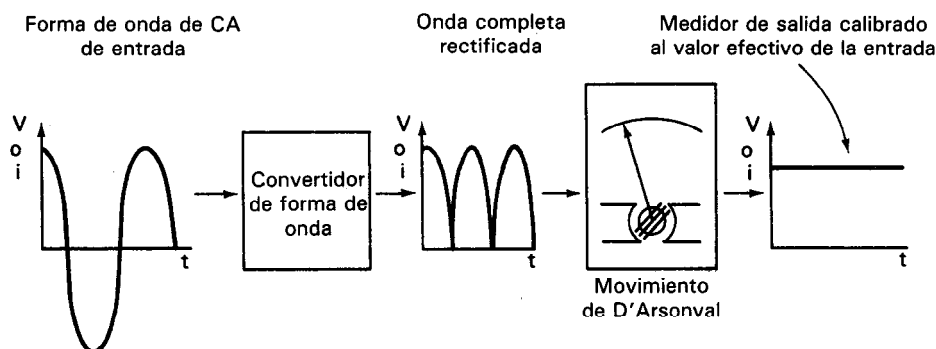 Forma de onda de CA
de entrada
Onda completa
rectificada
Medidor de salida calibrado
al valor efectivo de la entrada
V
o
i
t
Convertidor
de forma de
onda
V
o
i
t
Movimiento
de D'Arsonval
V
o
i
t